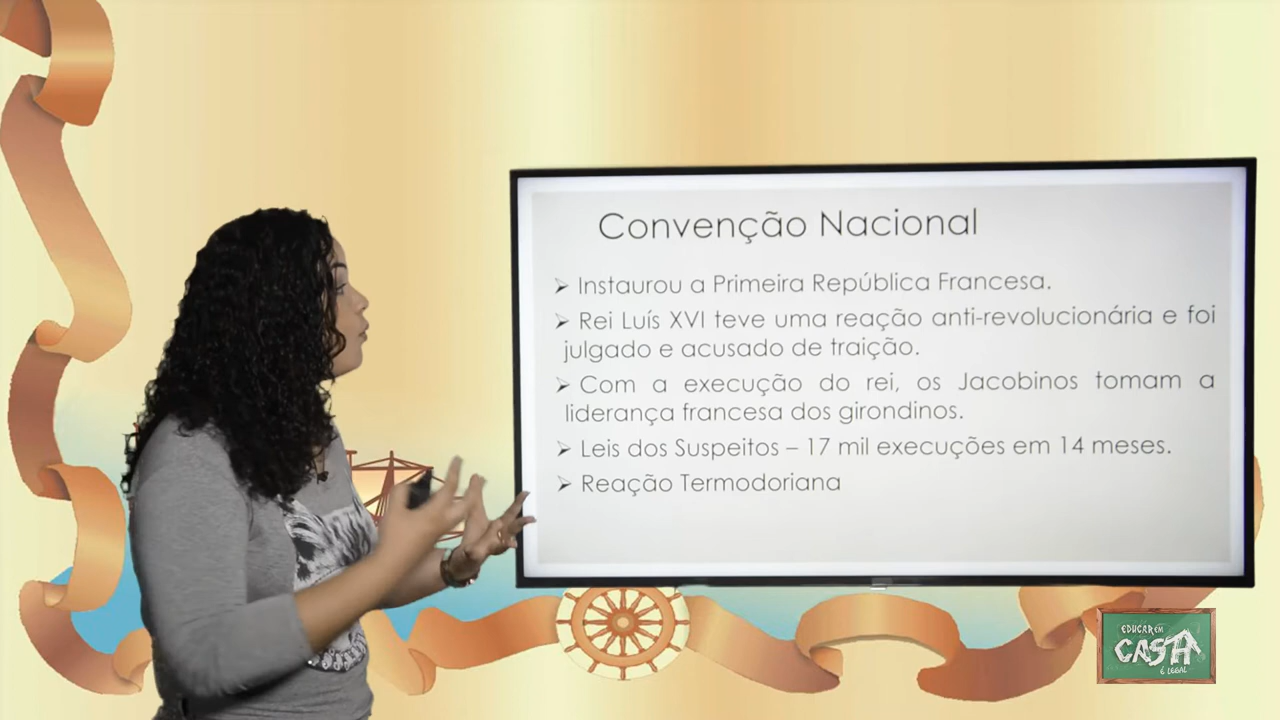 Convenção Nacional
➢ Instaurou a Primeira República Francesa.
➢ Rei Luís XVI teve uma reação anti-revolucionária e foi
julgado e acusado de traição.
➢ Com a execução do rei, os Jacobinos tomam a
liderança francesa dos girondinos.
➢ Leis dos Suspeitos – 17 mil execuções em 14 meses.
➢ Reação Termodoriana
EDUCAR EM
CASA
É LEGAL